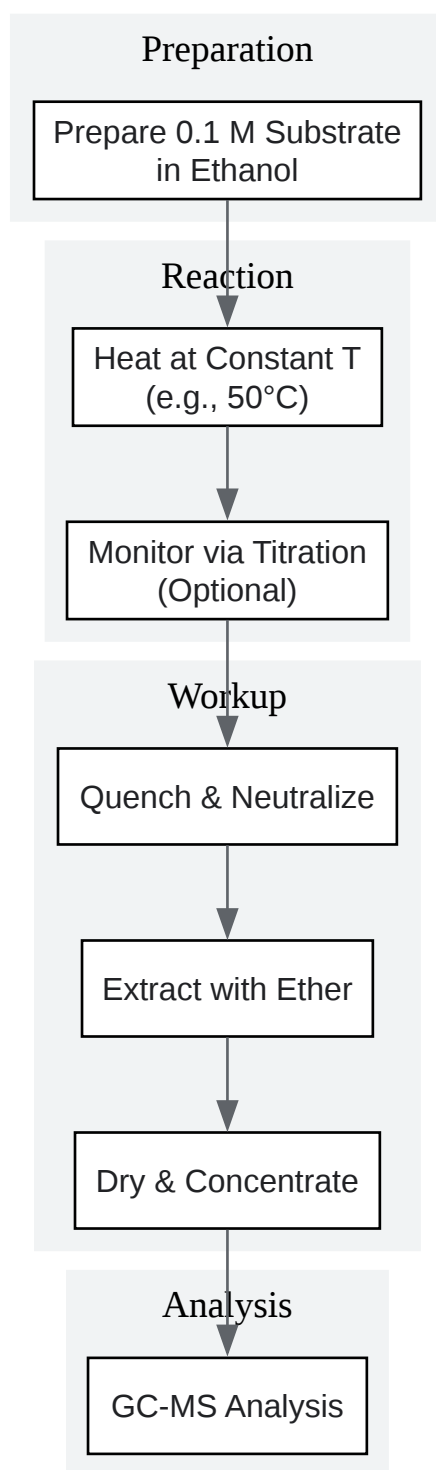 Preparation
Prepare 0.1 M Substrate
in Ethanol
Reaction
Heat at Constant T
(e.g., 50°C)
Monitor via Titration
(Optional)
Workup
Quench & Neutralize
Extract with Ether
Dry & Concentrate
Analysis
GC-MS Analysis